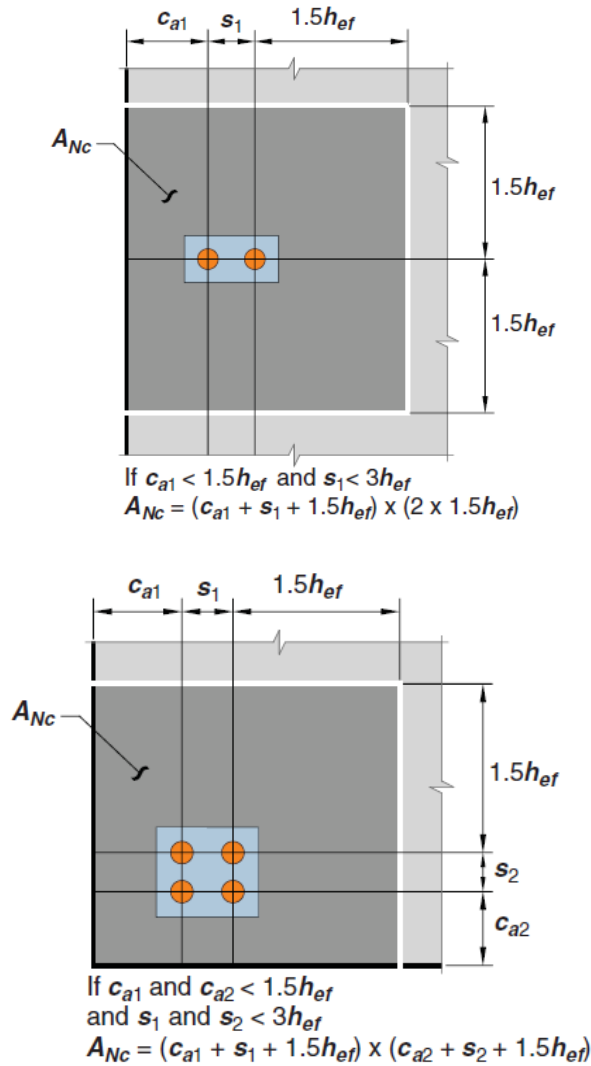 c_a1 s_1 1.5h_ef
A_Nc
1.5h_ef
1.5h_ef
If c_a1 < 1.5h_ef and s_1 < 3h_ef
A_Nc = (c_a1 + s_1 + 1.5h_ef) x (2 x 1.5h_ef)
c_a1 s_1 1.5h_ef
A_Nc
1.5h_ef
s_2
c_a2
If c_a1 and c_a2 < 1.5h_ef
and s_1 and s_2 < 3h_ef
A_Nc = (c_a1 + s_1 + 1.5h_ef) x (c_a2 + s_2 + 1.5h_ef)